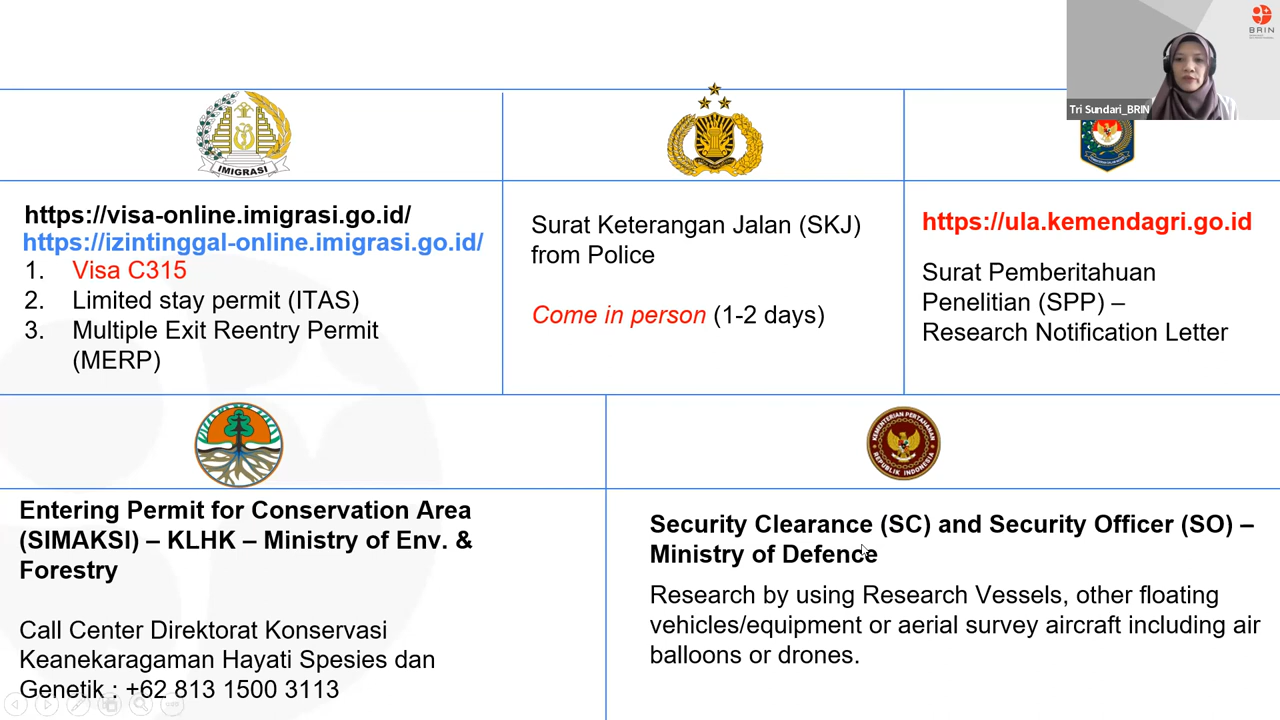 BRIN
Tri Sundari_BRIN
IMIGRASI
https://visa-online.imigrasi.go.id/
https://izintinggal-online.imigrasi.go.id/
1. Visa C315
2. Limited stay permit (ITAS)
3. Multiple Exit Reentry Permit
(MERP)
Surat Keterangan Jalan (SKJ)
from Police
Come in person (1-2 days)
https://ula.kemendagri.go.id
Surat Pemberitahuan
Penelitian (SPP) –
Research Notification Letter
Entering Permit for Conservation Area
(SIMAKSI) – KLHK – Ministry of Env. &
Forestry
Call Center Direktorat Konservasi
Keanekaragaman Hayati Spesies dan
Genetik : +62 813 1500 3113
KEMENTERIAN PERTAHANAN
REPUBLIK INDONESIA
Security Clearance (SC) and Security Officer (SO) –
Ministry of Defence
Research by using Research Vessels, other floating
vehicles/equipment or aerial survey aircraft including air
balloons or drones.